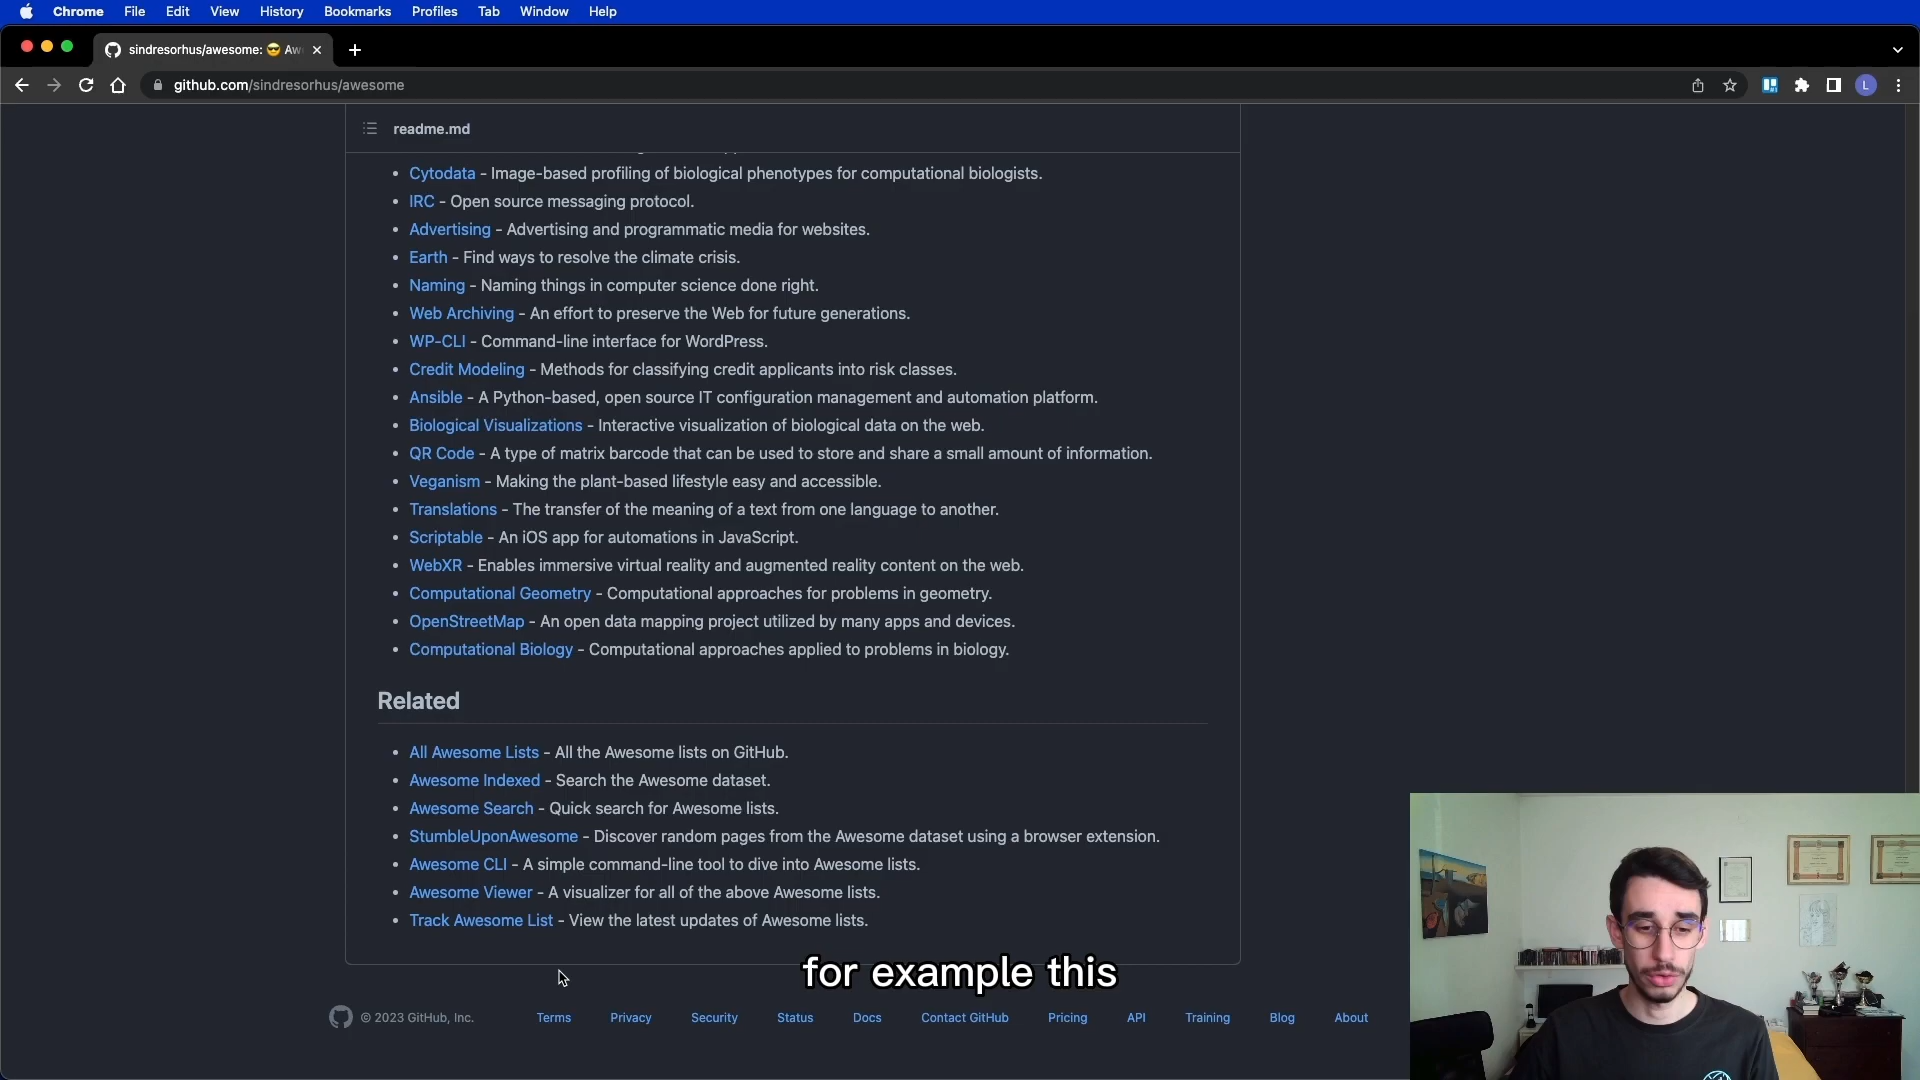 Chrome File Edit View History Bookmarks Profiles Tab Window Help
sindresorhus/awesome: 😎 Aw
github.com/sindresorhus/awesome
L
readme.md
Cytodata - Image-based profiling of biological phenotypes for computational biologists.
IRC - Open source messaging protocol.
Advertising - Advertising and programmatic media for websites.
Earth - Find ways to resolve the climate crisis.
Naming - Naming things in computer science done right.
Web Archiving - An effort to preserve the Web for future generations.
WP-CLI - Command-line interface for WordPress.
Credit Modeling - Methods for classifying credit applicants into risk classes.
Ansible - A Python-based, open source IT configuration management and automation platform.
Biological Visualizations - Interactive visualization of biological data on the web.
QR Code - A type of matrix barcode that can be used to store and share a small amount of information.
Veganism - Making the plant-based lifestyle easy and accessible.
Translations - The transfer of the meaning of a text from one language to another.
Scriptable - An iOS app for automations in JavaScript.
WebXR - Enables immersive virtual reality and augmented reality content on the web.
Computational Geometry - Computational approaches for problems in geometry.
OpenStreetMap - An open data mapping project utilized by many apps and devices.
Computational Biology - Computational approaches applied to problems in biology.
Related
All Awesome Lists - All the Awesome lists on GitHub.
Awesome Indexed - Search the Awesome dataset.
Awesome Search - Quick search for Awesome lists.
StumbleUponAwesome - Discover random pages from the Awesome dataset using a browser extension.
Awesome CLI - A simple command-line tool to dive into Awesome lists.
Awesome Viewer - A visualizer for all of the above Awesome lists.
Track Awesome List - View the latest updates of Awesome lists.
for example this
© 2023 GitHub, Inc. Terms Privacy Security Status Docs Contact GitHub Pricing API Training Blog About